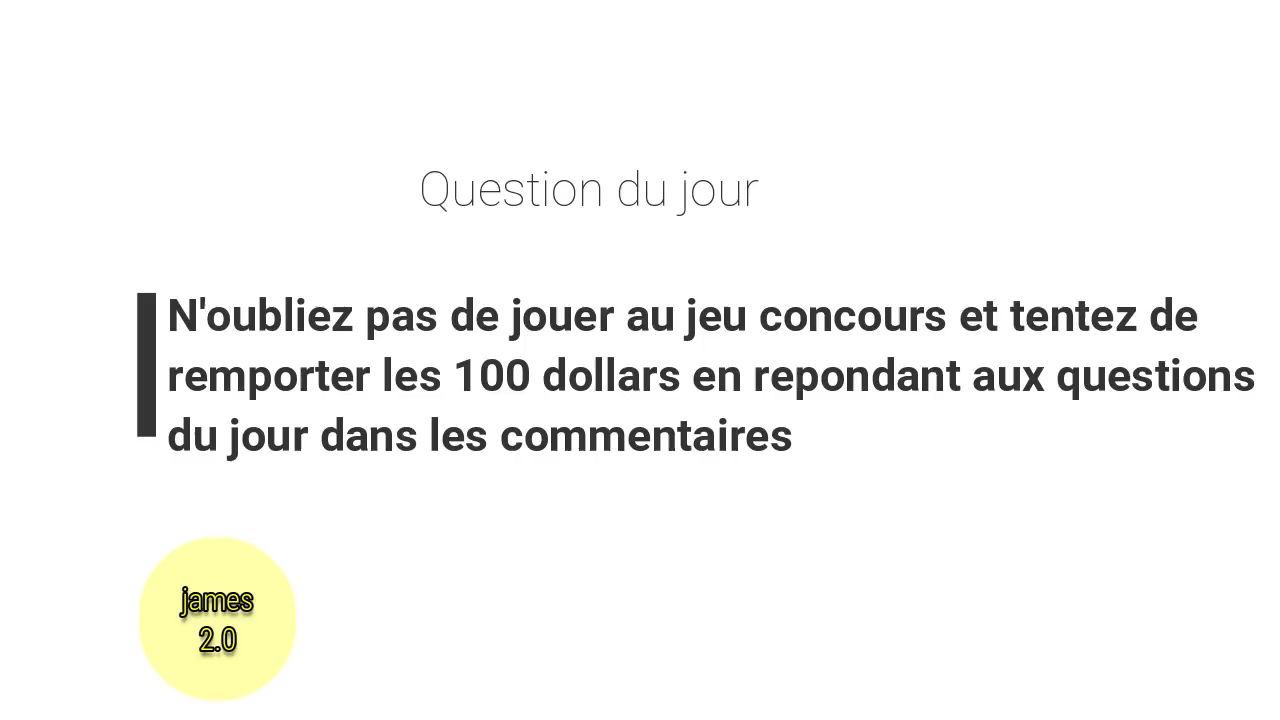 Question du jour
N'oubliez pas de jouer au jeu concours et tentez de
remporter les 100 dollars en repondant aux questions
du jour dans les commentaires
james
2.0